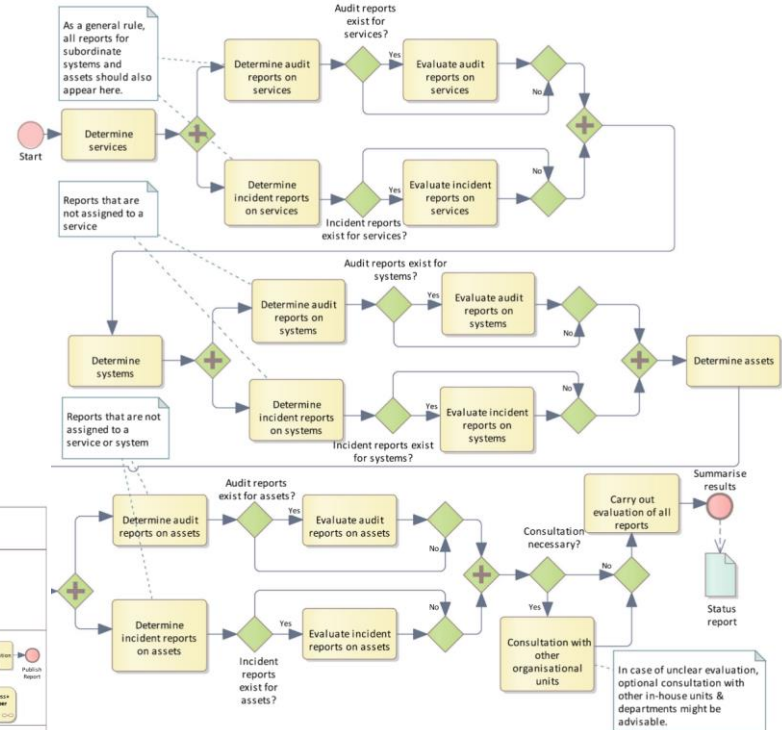 Audit reports
exist for
services?
As a general rule,
all reports for
subordinate
systems and
assets should also
appear here.
Determine audit
reports on
services
Yes
Evaluate audit
reports on
services
No
Start
Determine
services
Determine
incident reports
on services
Yes
Evaluate incident
reports on
services
No
Incident reports
exist for services?
Reports that are
not assigned to a
service
Audit reports exist for
systems?
Determine audit
reports on
systems
Yes
Evaluate audit
reports on
systems
No
Determine
systems
Determine assets
Determine
incident reports
on systems
Yes
Evaluate incident
reports on
systems
No
Incident reports exist
for systems?
Reports that are not
assigned to a
service or system
Audit reports
exist for assets?
Determine audit
reports on assets
Yes
Evaluate audit
reports on assets
No
Determine
incident reports
on assets
Yes
Evaluate incident
reports on assets
No
Incident
reports
exist for
assets?
Consultation
necessary?
Yes
No
Consultation with
other
organisational
units
Carry out
evaluation of all
reports
Summarise
results
Status
report
In case of unclear evaluation,
optional consultation with
other in-house units &
departments might be
advisable.
Publish
Report